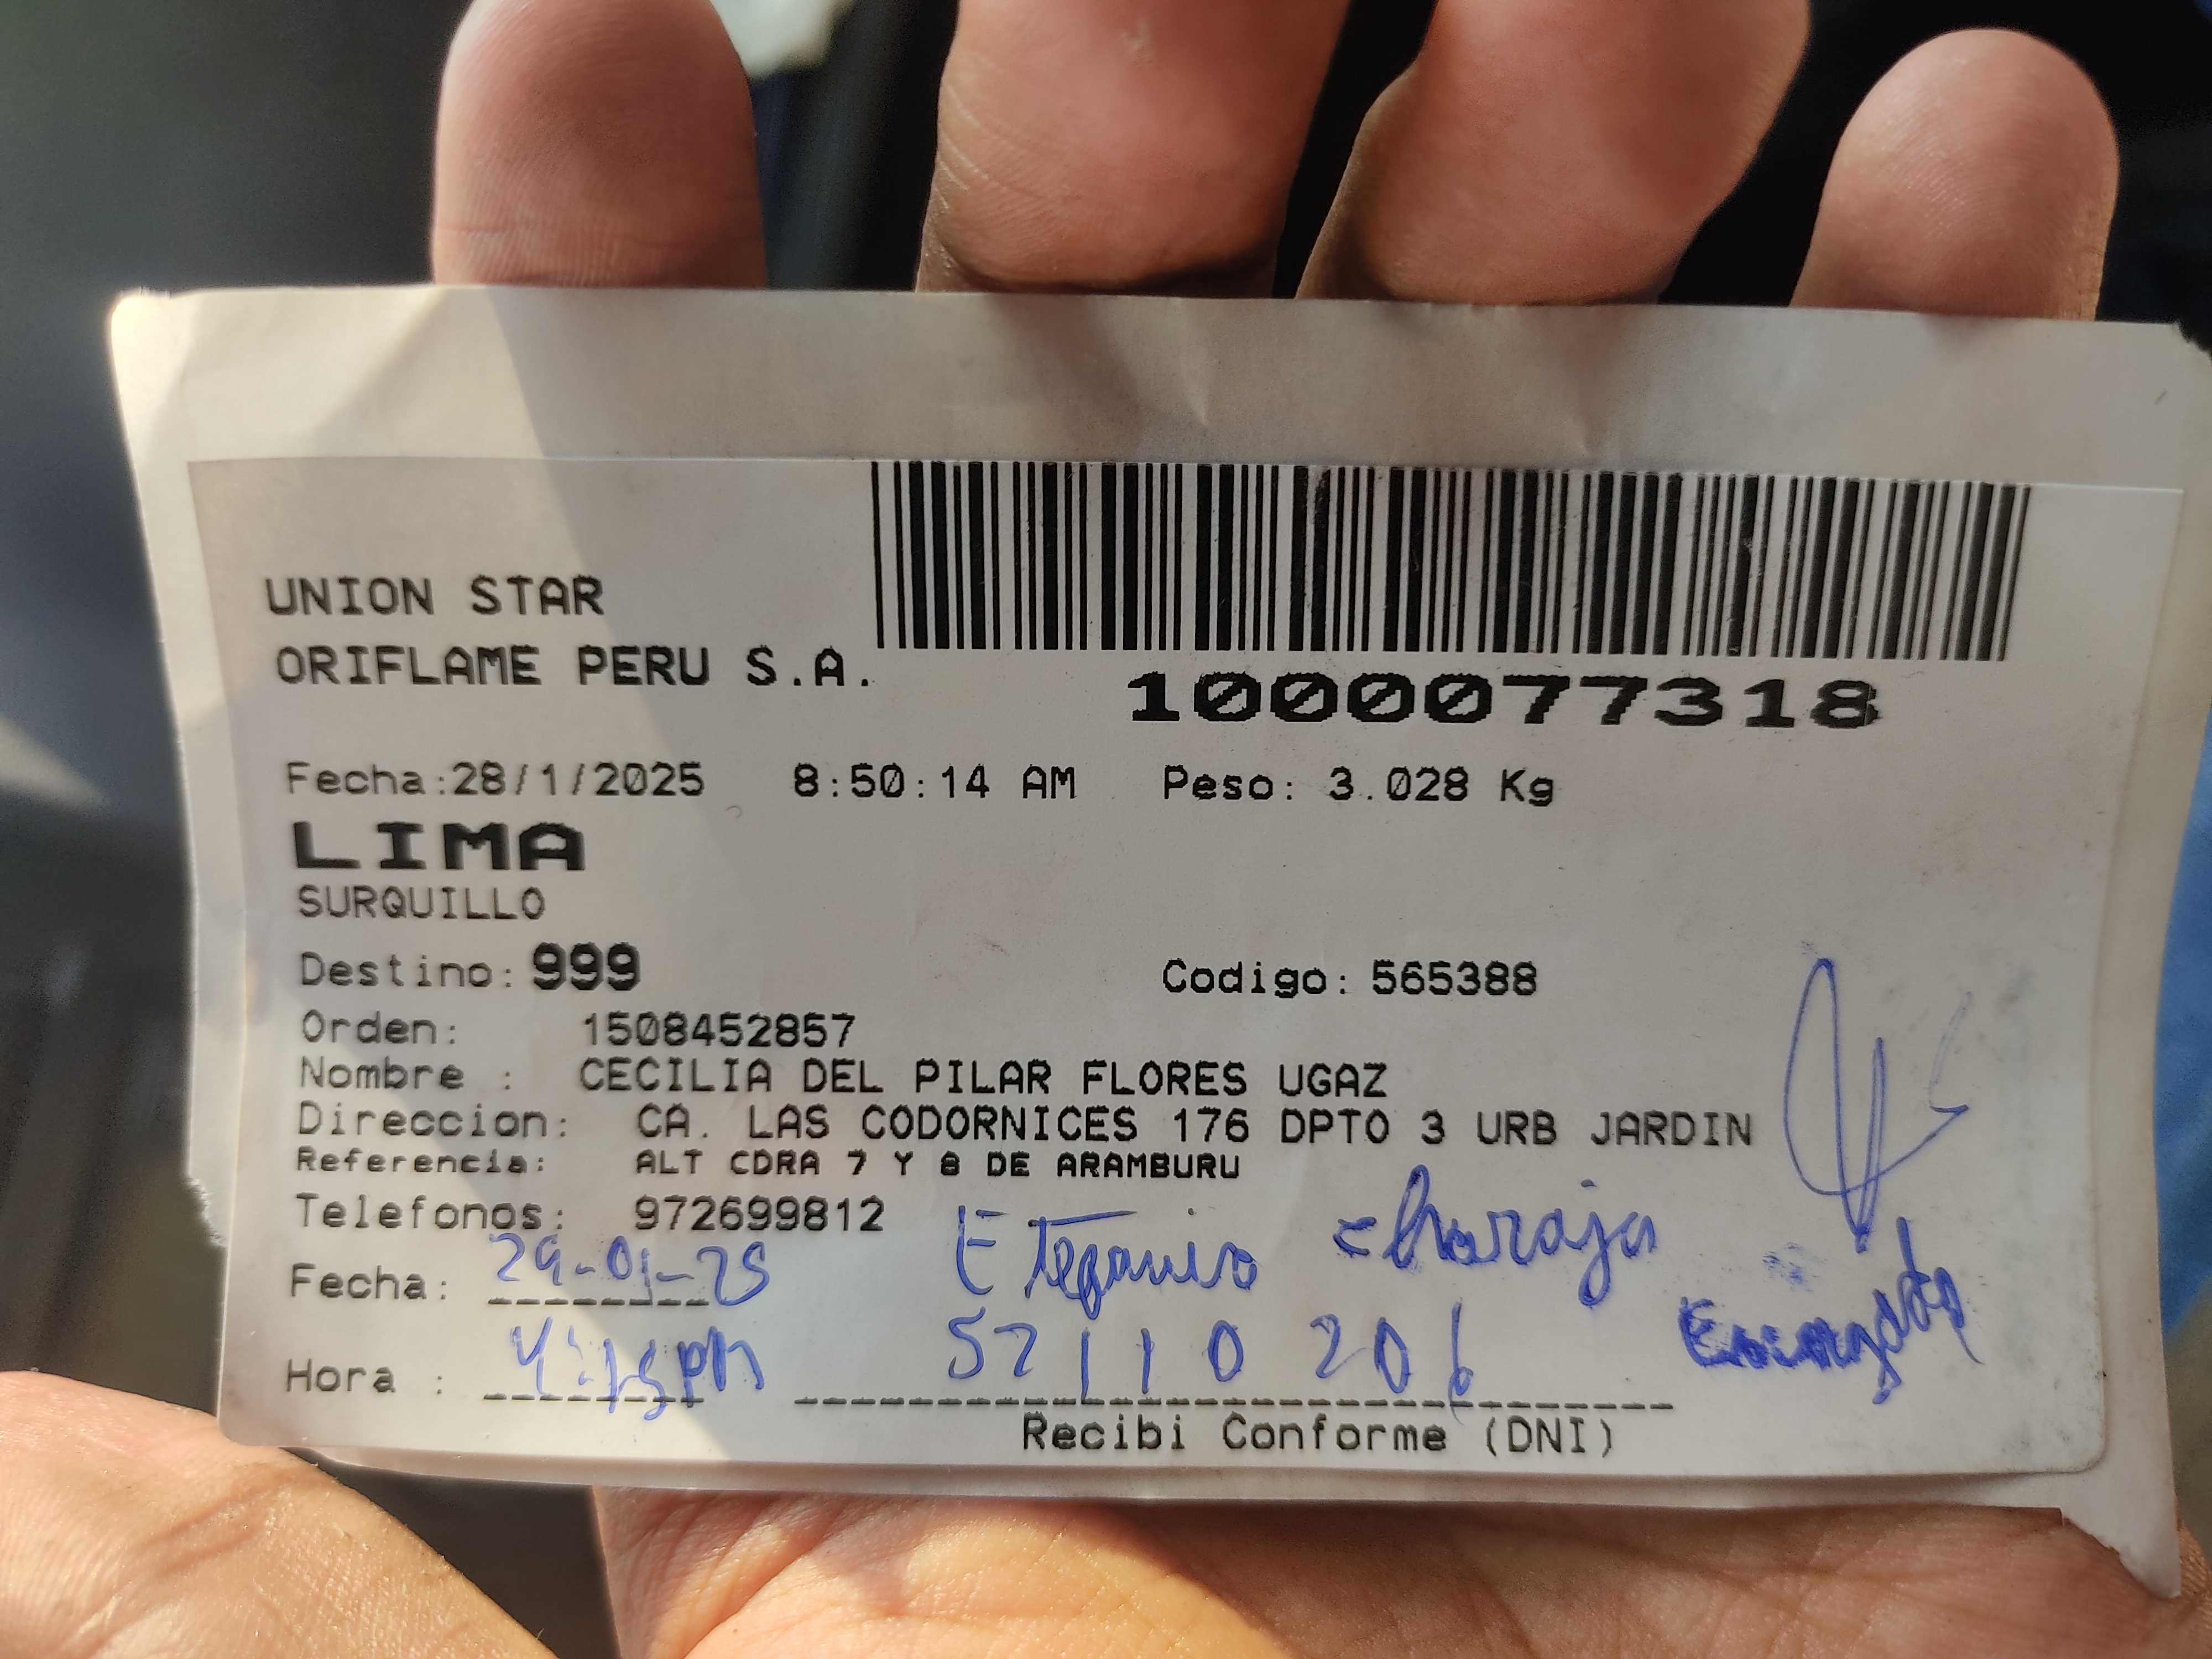 UNION STAR
ORIFLAME PERU S.A.
1000077318
Fecha:28/1/2025 8:50:14 AM Peso: 3.028 Kg
LIMA
SURQUILLO
Destino: 999 Codigo: 565388
Orden: 1508452857
Nombre : CECILIA DEL PILAR FLORES UGAZ
Direccion: CA. LAS CODORNICES 176 DPTO 3 URB JARDIN
Referencia: ALT CDRA 7 Y 8 DE ARAMBURU
Telefonos: 972699812
Fecha: 29-01-25
Hora :
Recibi Conforme (DNI)